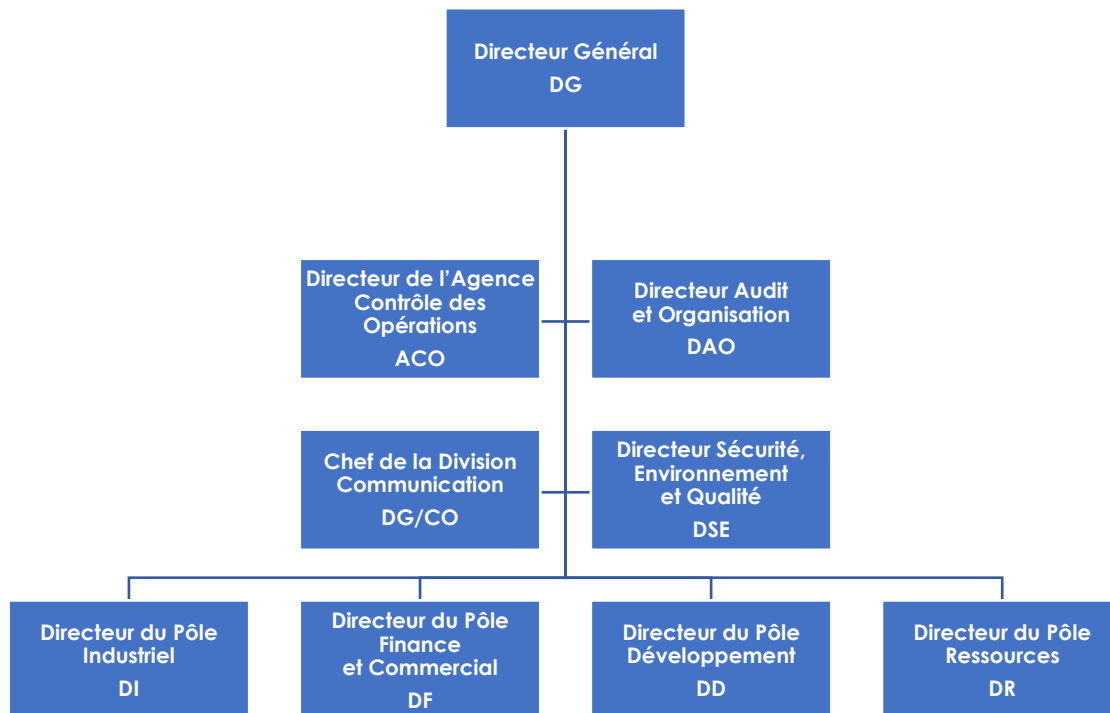 Directeur Général
DG
Directeur de l’Agence
Contrôle des
Opérations
ACO
Directeur Audit
et Organisation
DAO
Chef de la Division
Communication
DG/CO
Directeur Sécurité,
Environnement
et Qualité
DSE
Directeur du Pôle
Industriel
DI
Directeur du Pôle
Finance
et Commercial
DF
Directeur du Pôle
Développement
DD
Directeur du Pôle
Ressources
DR